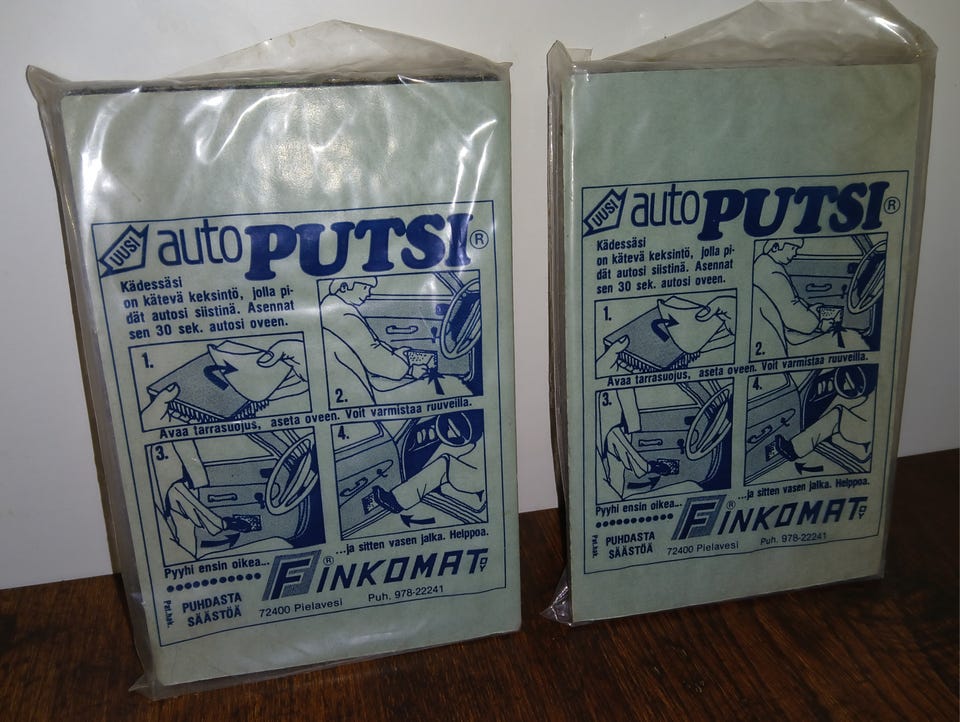 UUSI autoPUTSI®
Kädessäsi
on kätevä keksintö, jolla pi-
dät autosi siistinä. Asennat
sen 30 sek. autosi oveen.
1.
2.
Avaa tarrasuojus, aseta oveen. Voit varmistaa ruuveilla.
3.
4.
Pyyhi ensin oikea...
...ja sitten vasen jalka. Helppoa.
Pat.hak.
PUHDASTA
SÄÄSTÖÄ
FINKOMAT OY®
72400 Pielavesi Puh. 978-22241
UUSI autoPUTSI®
Kädessäsi
on kätevä keksintö, jolla pi-
dät autosi siistinä. Asennat
sen 30 sek. autosi oveen.
1.
2.
Avaa tarrasuojus, aseta oveen. Voit varmistaa ruuveilla.
3.
4.
Pyyhi ensin oikea...
...ja sitten vasen jalka. Helppoa.
Pat.hak.
PUHDASTA
SÄÄSTÖÄ
FINKOMAT OY®
72400 Pielavesi Puh. 978-22241